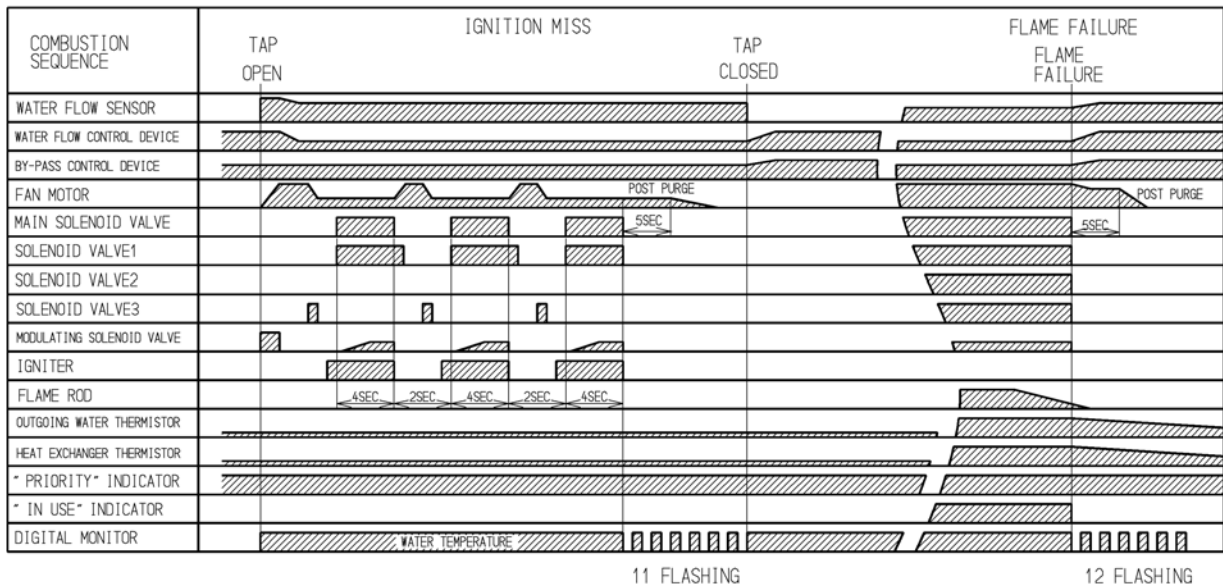 IGNITION MISS
FLAME FAILURE
COMBUSTION
SEQUENCE
TAP
OPEN
TAP
CLOSED
FLAME
FAILURE
WATER FLOW SENSOR
WATER FLOW CONTROL DEVICE
BY-PASS CONTROL DEVICE
FAN MOTOR
POST PURGE
POST PURGE
MAIN SOLENOID VALVE
5SEC
5SEC
SOLENOID VALVE1
SOLENOID VALVE2
SOLENOID VALVE3
MODULATING SOLENOID VALVE
IGNITER
FLAME ROD
4SEC 2SEC 4SEC 2SEC 4SEC
OUTGOING WATER THERMISTOR
HEAT EXCHANGER THERMISTOR
" PRIORITY" INDICATOR
" IN USE" INDICATOR
DIGITAL MONITOR
WATER TEMPERATURE
11 FLASHING
12 FLASHING